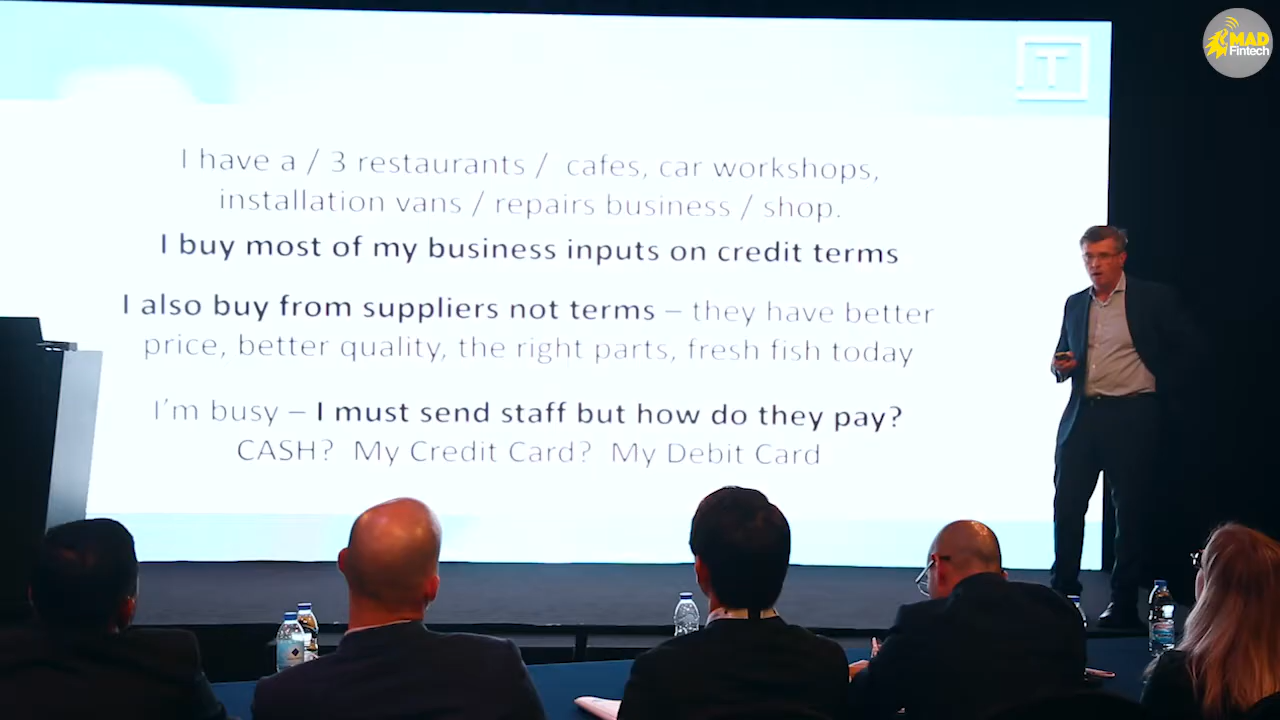 MAD
Fintech
T
I have a / 3 restaurants / cafes, car workshops,
installation vans / repairs business / shop.
I buy most of my business inputs on credit terms
I also buy from suppliers not terms – they have better
price, better quality, the right parts, fresh fish today
I'm busy – I must send staff but how do they pay?
CASH? My Credit Card? My Debit Card